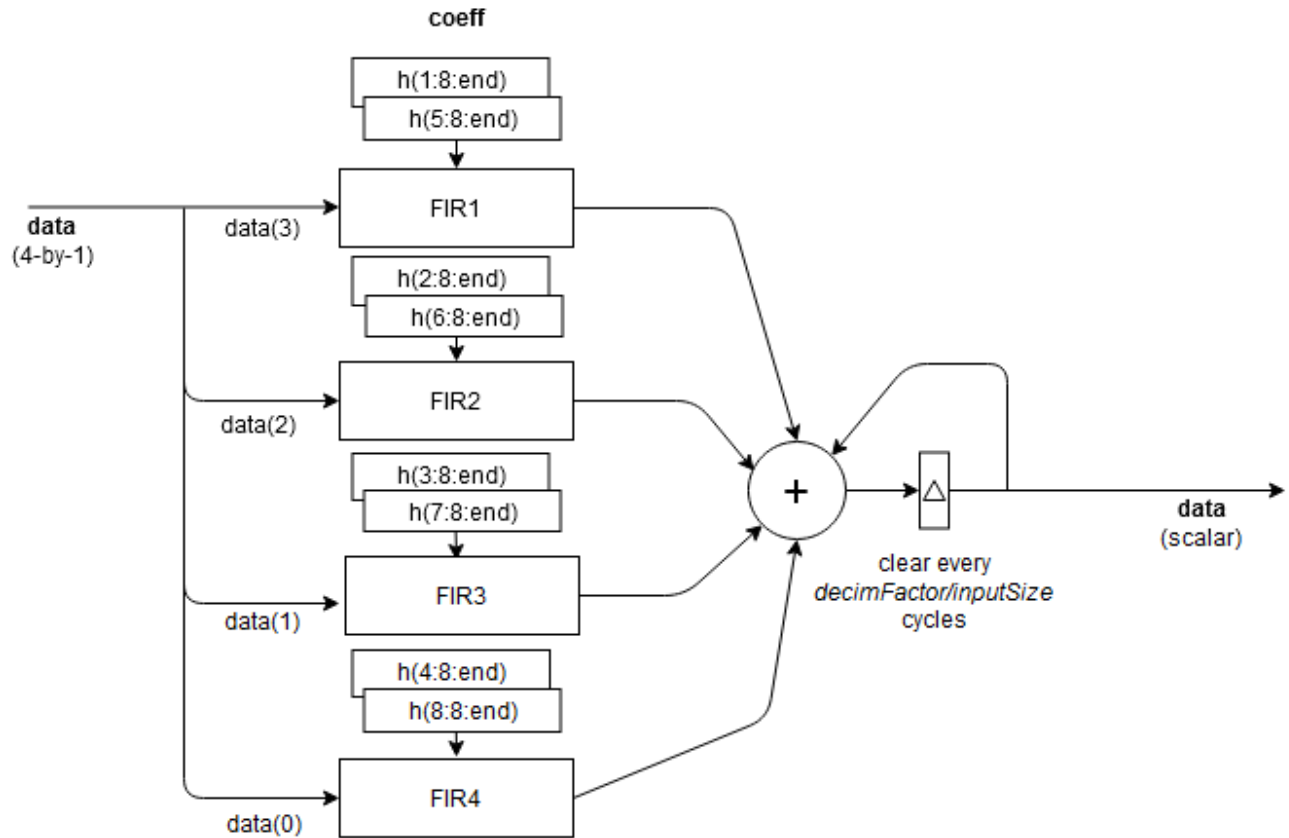 coeff
h(1:8:end)
h(5:8:end)
FIR1
data
(4-by-1)
data(3)
h(2:8:end)
h(6:8:end)
FIR2
data(2)
h(3:8:end)
h(7:8:end)
FIR3
data(1)
h(4:8:end)
h(8:8:end)
FIR4
data(0)
+
△
clear every
decimFactor/inputSize
cycles
data
(scalar)